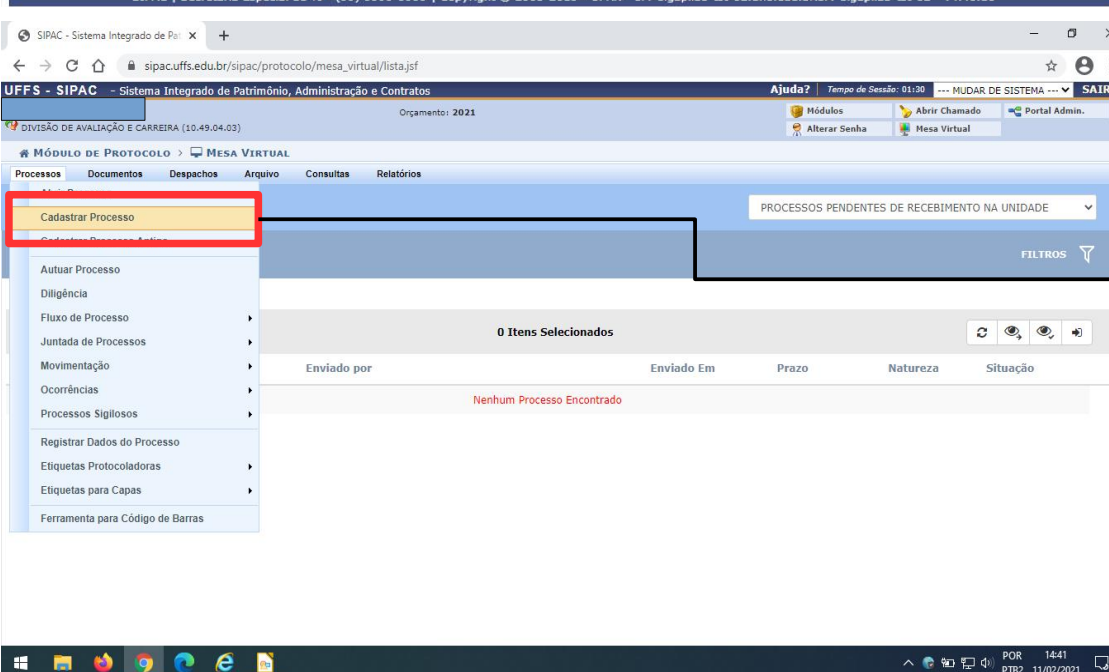 SIPAC - Sistema Integrado de Pat
sipac.uffs.edu.br/sipac/protocolo/mesa_virtual/lista.jsf
UFFS - SIPAC - Sistema Integrado de Patrimônio, Administração e Contratos
Ajuda? Tempo de Sessão: 01:30 --- MUDAR DE SISTEMA --- SAIR
Orçamento: 2021
Módulos Abrir Chamado Portal Admin.
DIVISÃO DE AVALIAÇÃO E CARREIRA (10.49.04.03)
Alterar Senha Mesa Virtual
MÓDULO DE PROTOCOLO > MESA VIRTUAL
Processos Documentos Despachos Arquivo Consultas Relatórios
PROCESSOS PENDENTES DE RECEBIMENTO NA UNIDADE
Cadastrar Processo
Cadastrar Processo Antigo
FILTROS
Autuar Processo
Diligência
Fluxo de Processo
0 Itens Selecionados
Juntada de Processos
Movimentação
Enviado por Enviado Em Prazo Natureza Situação
Ocorrências
Nenhum Processo Encontrado
Processos Sigilosos
Registrar Dados do Processo
Etiquetas Protocoladoras
Etiquetas para Capas
Ferramenta para Código de Barras
POR 14:41
PTB2 11/02/2021